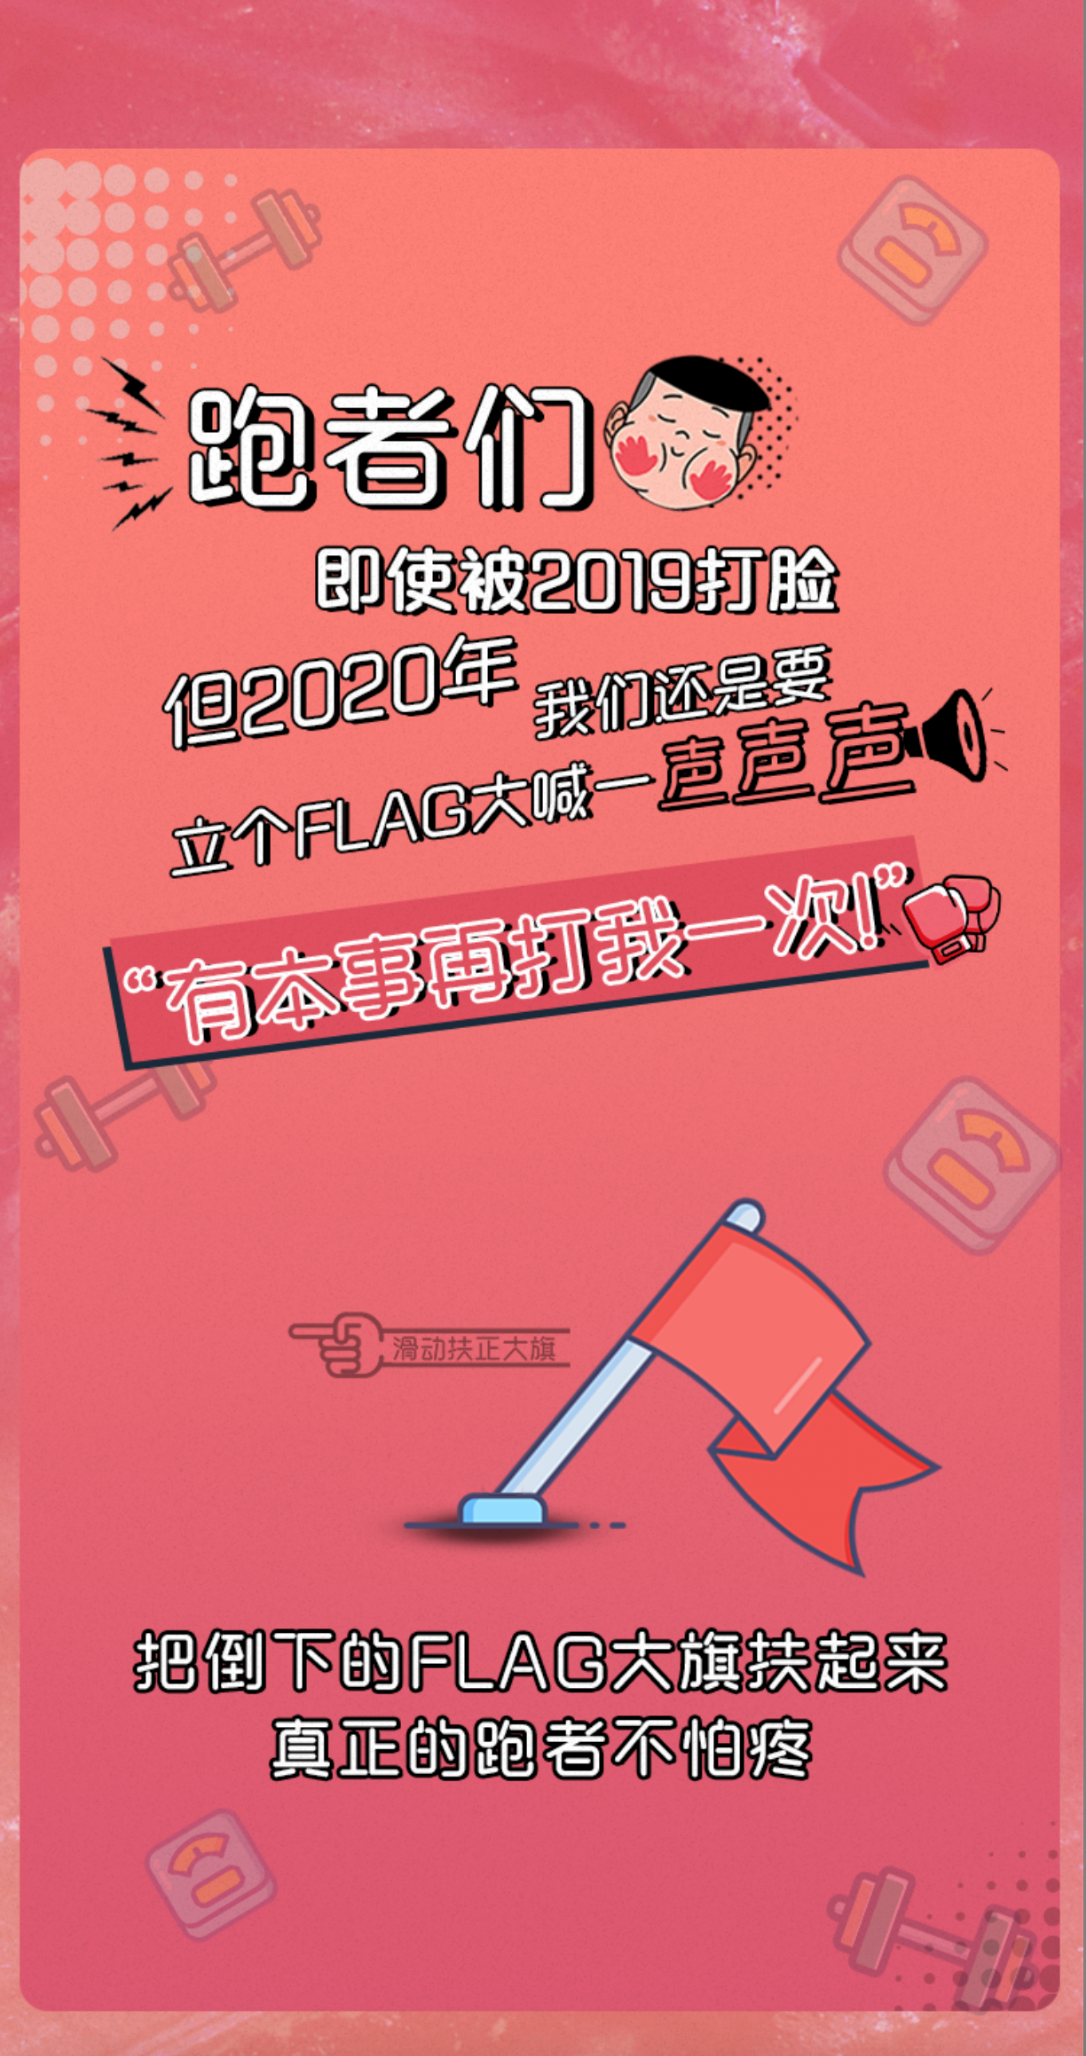 跑者们
即使被2019打脸
但2020年 我们还是要
立个FLAG大喊一声声声
“有本事再打我一次!”
滑动扶正大旗
把倒下的FLAG大旗扶起来
真正的跑者不怕疼